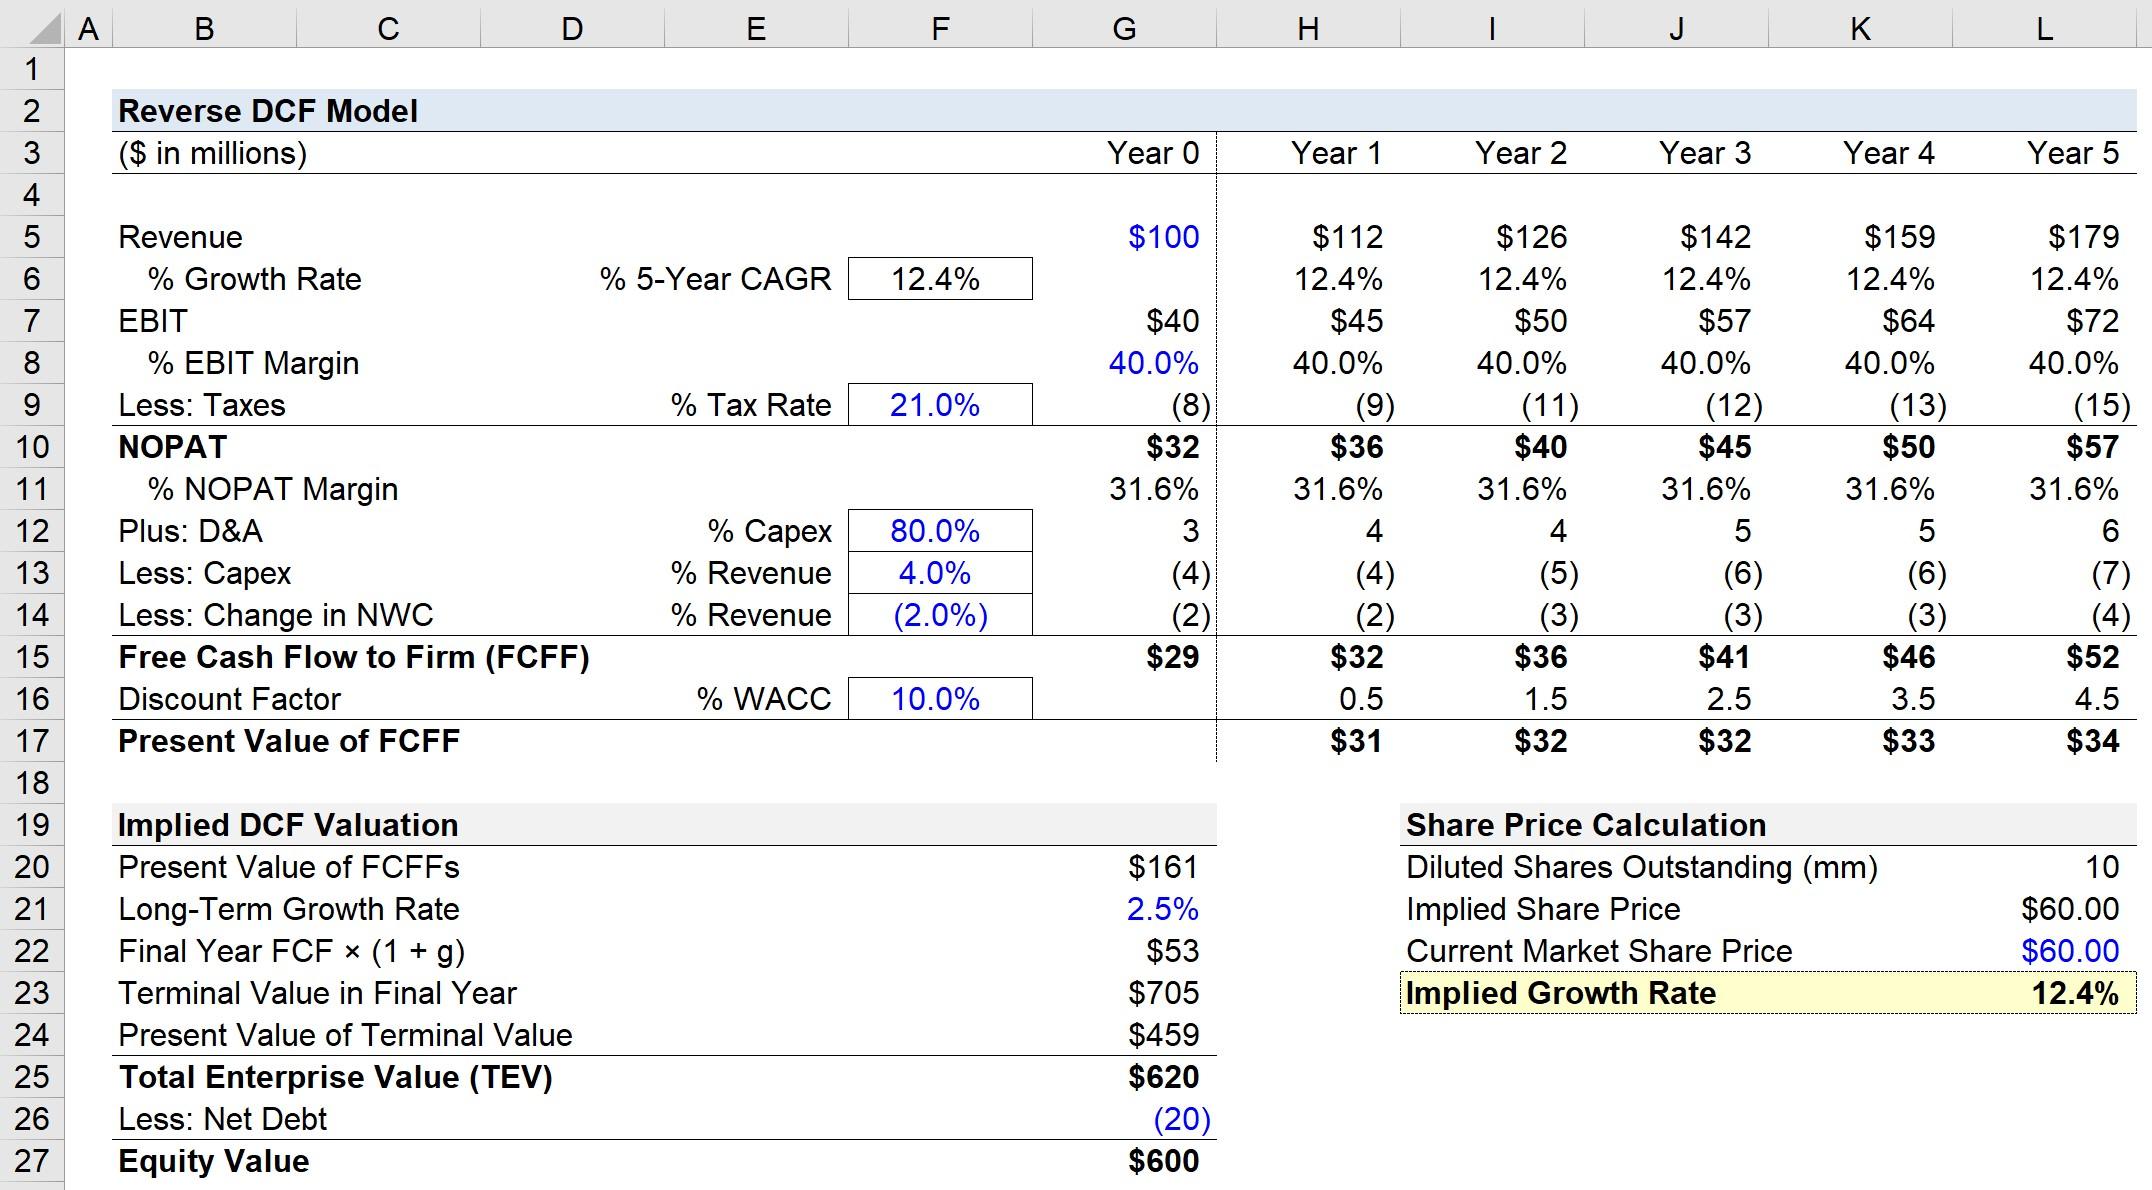 A B C D E F G H I J K L
1
2 Reverse DCF Model
3 ($ in millions) Year 0 Year 1 Year 2 Year 3 Year 4 Year 5
4
5 Revenue $100 $112 $126 $142 $159 $179
6 % Growth Rate % 5-Year CAGR 12.4% 12.4% 12.4% 12.4% 12.4% 12.4%
7 EBIT $40 $45 $50 $57 $64 $72
8 % EBIT Margin 40.0% 40.0% 40.0% 40.0% 40.0% 40.0%
9 Less: Taxes % Tax Rate 21.0% (8) (9) (11) (12) (13) (15)
10 NOPAT $32 $36 $40 $45 $50 $57
11 % NOPAT Margin 31.6% 31.6% 31.6% 31.6% 31.6% 31.6%
12 Plus: D&A % Capex 80.0% 3 4 4 5 5 6
13 Less: Capex % Revenue 4.0% (4) (4) (5) (6) (6) (7)
14 Less: Change in NWC % Revenue (2.0%) (2) (2) (3) (3) (3) (4)
15 Free Cash Flow to Firm (FCFF) $29 $32 $36 $41 $46 $52
16 Discount Factor % WACC 10.0% 0.5 1.5 2.5 3.5 4.5
17 Present Value of FCFF $31 $32 $32 $33 $34
18
19 Implied DCF Valuation Share Price Calculation
20 Present Value of FCFFs $161 Diluted Shares Outstanding (mm) 10
21 Long-Term Growth Rate 2.5% Implied Share Price $60.00
22 Final Year FCF × (1 + g) $53 Current Market Share Price $60.00
23 Terminal Value in Final Year $705 Implied Growth Rate 12.4%
24 Present Value of Terminal Value $459
25 Total Enterprise Value (TEV) $620
26 Less: Net Debt (20)
27 Equity Value $600